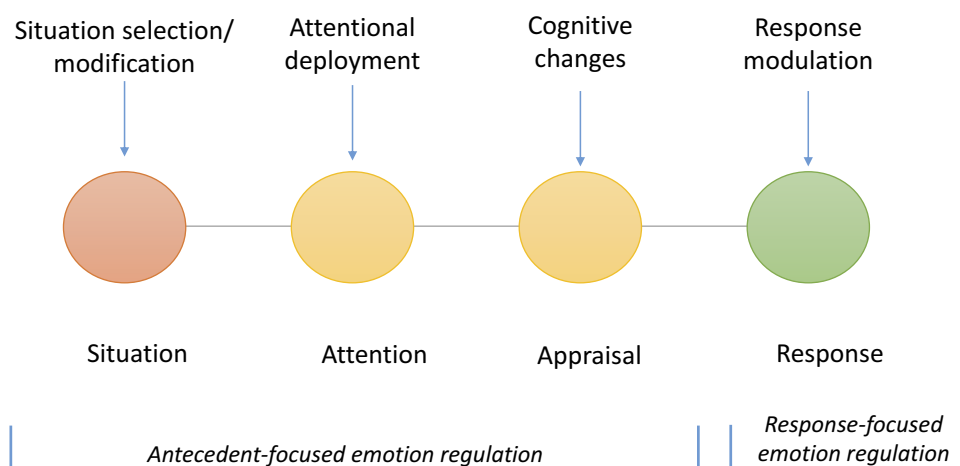 Situation selection/
modification
Attentional
deployment
Cognitive
changes
Response
modulation
Situation
Attention
Appraisal
Response
Antecedent-focused emotion regulation
Response-focused
emotion regulation